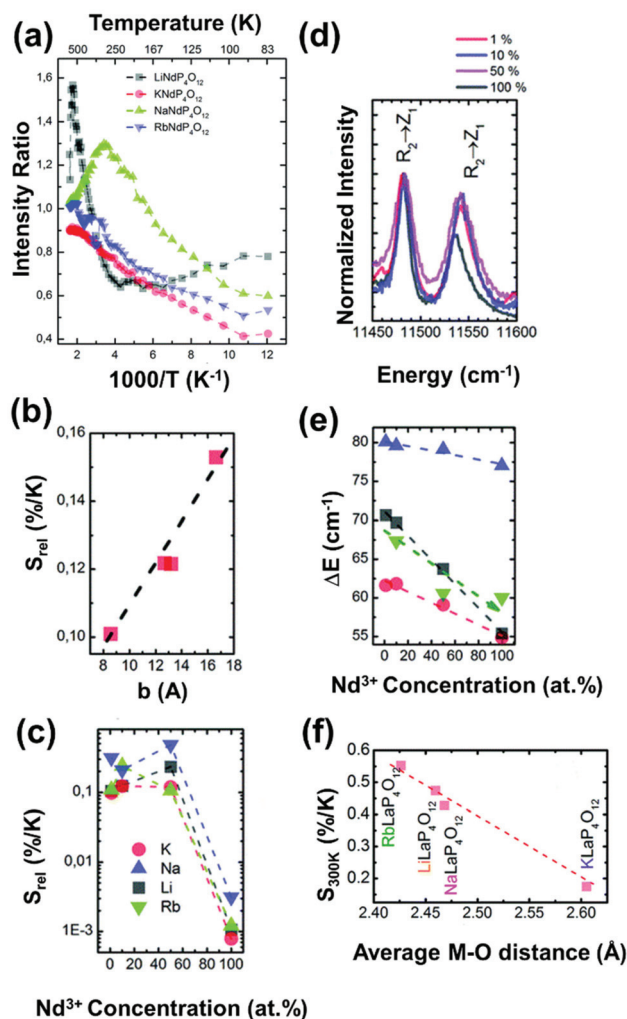 (a)
Temperature (K)
500 250 167 125 100 83
LiNdP₄O₁₂
KNdP₄O₁₂
NaNdP₄O₁₂
RbNdP₄O₁₂
Intensity Ratio
1,6
1,4
1,2
1,0
0,8
0,6
0,4
2 4 6 8 10 12
1000/T (K⁻¹)
(d)
1 %
10 %
50 %
100 %
R₂→Z₁
R₂→Z₁
Normalized Intensity
11450 11500 11550 11600
Energy (cm⁻¹)
(b)
Sᵣₑₗ (%/K)
0,16
0,14
0,12
0,10
8 10 12 14 16 18
b (A)
(e)
ΔE (cm⁻¹)
80
75
70
65
60
55
0 20 40 60 80 100
Nd³⁺ Concentration (at.%)
(c)
Sᵣₑₗ (%/K)
0,1
0,01
1E-3
K
Na
Li
Rb
0 20 40 60 80 100
Nd³⁺ Concentration (at.%)
(f)
S₃₀₀K (%/K)
0.6
0.5
0.4
0.3
0.2
0.1
RbLaP₄O₁₂
LiLaP₄O₁₂
NaLaP₄O₁₂
KLaP₄O₁₂
2.40 2.45 2.50 2.55 2.60
Average M-O distance (Å)